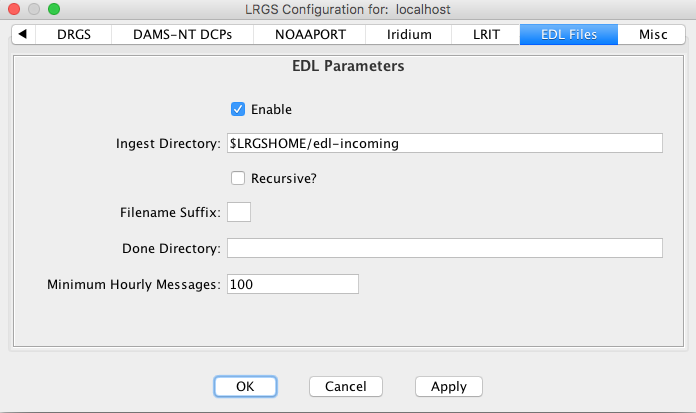 LRGS Configuration for: localhost
DRGS DAMS-NT DCPs NOAAPORT Iridium LRIT EDL Files Misc
EDL Parameters
Enable
Ingest Directory: $LRGSHOME/edl-incoming
Recursive?
Filename Suffix:
Done Directory:
Minimum Hourly Messages: 100
OK Cancel Apply